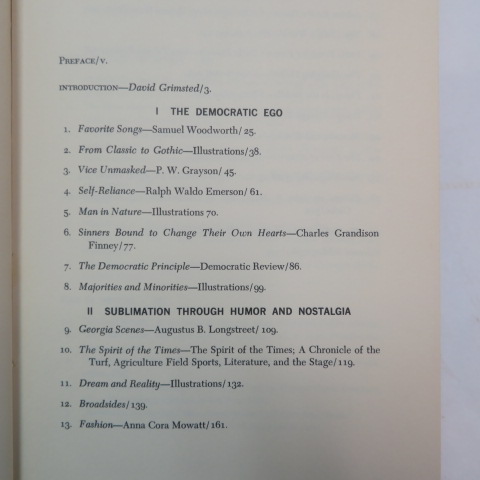 PREFACE/v.
INTRODUCTION—David Grimsted/3.
I THE DEMOCRATIC EGO
1. Favorite Songs—Samuel Woodworth/25.
2. From Classic to Gothic—Illustrations/38.
3. Vice Unmasked—P. W. Grayson/45.
4. Self-Reliance—Ralph Waldo Emerson/61.
5. Man in Nature—Illustrations 70.
6. Sinners Bound to Change Their Own Hearts—Charles Grandison
Finney/77.
7. The Democratic Principle—Democratic Review/86.
8. Majorities and Minorities—Illustrations/99.
II SUBLIMATION THROUGH HUMOR AND NOSTALGIA
9. Georgia Scenes—Augustus B. Longstreet/109.
10. The Spirit of the Times—The Spirit of the Times; A Chronicle of the
Turf, Agriculture Field Sports, Literature, and the Stage/119.
11. Dream and Reality—Illustrations/132.
12. Broadsides/139.
13. Fashion—Anna Cora Mowatt/161.